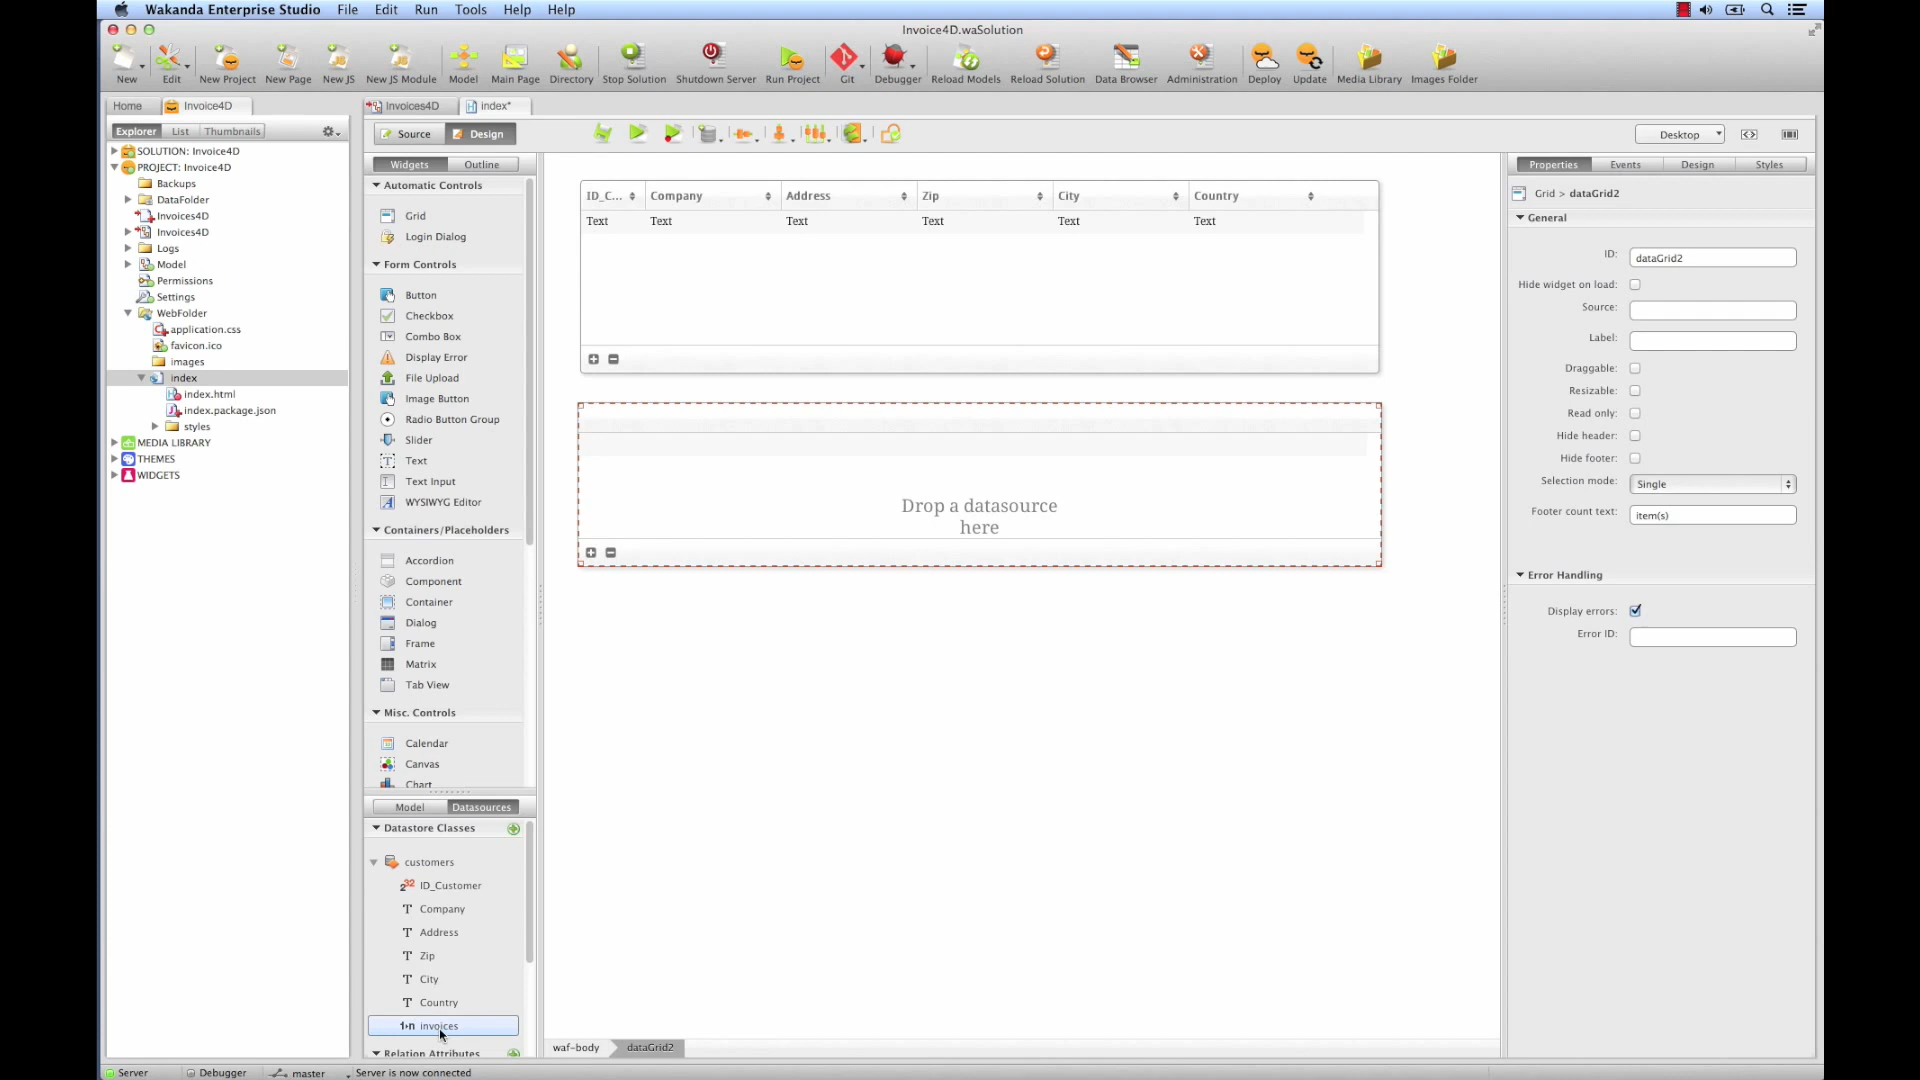 Wakanda Enterprise Studio File Edit Run Tools Help Help
Invoice4D.waSolution
New Edit New Project New Page New JS New JS Module Model Main Page Directory Stop Solution Shutdown Server Run Project Git Debugger Reload Models Reload Solution Data Browser Administration Deploy Update Media Library Images Folder
Home Invoice4D Invoices4D index*
Explorer List Thumbnails
Source Design
Desktop
SOLUTION: Invoice4D
PROJECT: Invoice4D
Backups
DataFolder
Invoices4D
Invoices4D
Logs
Model
Permissions
Settings
WebFolder
application.css
favicon.ico
images
index
index.html
index.package.json
styles
MEDIA LIBRARY
THEMES
WIDGETS
Widgets Outline
Automatic Controls
Grid
Login Dialog
Form Controls
Button
Checkbox
Combo Box
Display Error
File Upload
Image Button
Radio Button Group
Slider
Text
Text Input
WYSIWYG Editor
Containers/Placeholders
Accordion
Component
Container
Dialog
Frame
Matrix
Tab View
Misc. Controls
Calendar
Canvas
Chart
Model Datasources
Datastore Classes
customers
ID_Customer
Company
Address
Zip
City
Country
invoices
Relation Attributes
ID_C... Company Address Zip City Country
Text Text Text Text Text Text
Drop a datasource
here
waf-body dataGrid2
Properties Events Design Styles
Grid > dataGrid2
General
ID: dataGrid2
Hide widget on load:
Source:
Label:
Draggable:
Resizable:
Read only:
Hide header:
Hide footer:
Selection mode: Single
Footer count text: item(s)
Error Handling
Display errors:
Error ID:
Server Debugger master Server is now connected